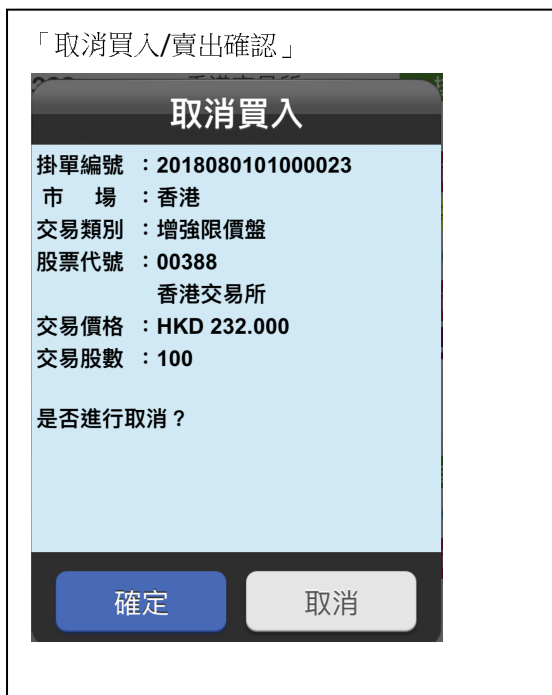 「取消買入/賣出確認」
取消買入
掛單編號 ：2018080101000023
市 場 ：香港
交易類別 ：增強限價盤
股票代號 ：00388
香港交易所
交易價格 ：HKD 232.000
交易股數 ：100
是否進行取消？
確定 取消